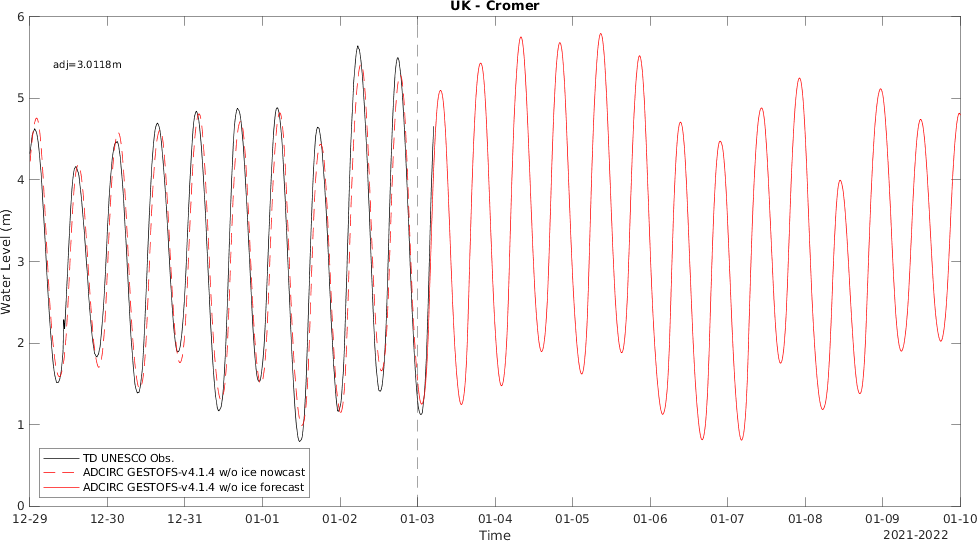 UK - Cromer
adj=3.0118m
6
5
4
3
2
1
0
Water Level (m)
TD UNESCO Obs.
ADCIRC GESTOFS-v4.1.4 w/o ice nowcast
ADCIRC GESTOFS-v4.1.4 w/o ice forecast
12-29 12-30 12-31 01-01 01-02 01-03 01-04 01-05 01-06 01-07 01-08 01-09 01-10
Time
2021-2022